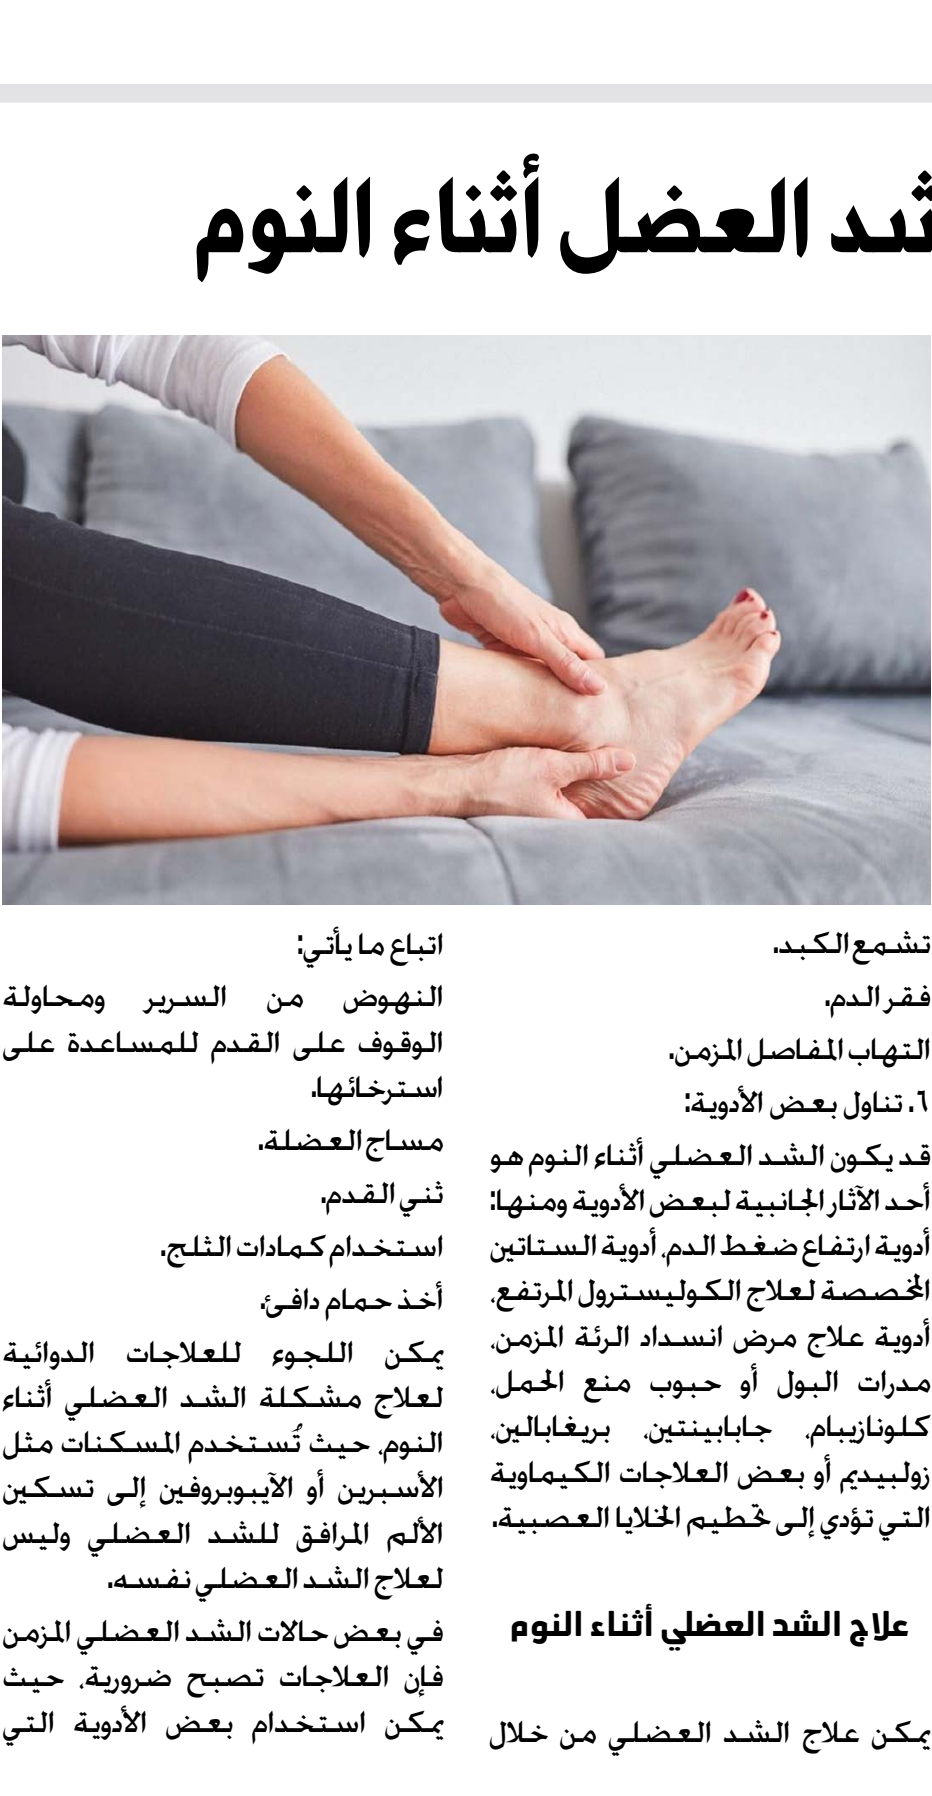 شد العضل أثناء النوم
تشمع الكبد.
فقر الدم.
التهاب المفاصل المزمن.
٦. تناول بعض الأدوية:
قد يكون الشد العضلي أثناء النوم هو
أحد الآثار الجانبية لبعض الأدوية ومنها:
أدوية ارتفاع ضغط الدم، أدوية الستاتين
المخصصة لعلاج الكوليسترول المرتفع،
أدوية علاج مرض انسداد الرئة المزمن،
مدرات البول أو حبوب منع الحمل،
كلونازيبام، جابابينتين، بريغابالين،
زولبيديم أو بعض العلاجات الكيماوية
التي تؤدي إلى تحطيم الخلايا العصبية.
علاج الشد العضلي أثناء النوم
يمكن علاج الشد العضلي من خلال
اتباع ما يأتي:
النهوض من السرير ومحاولة
الوقوف على القدم للمساعدة على
استرخائها.
مساج العضلة.
ثني القدم.
استخدام كمادات الثلج.
أخذ حمام دافئ.
يمكن اللجوء للعلاجات الدوائية
لعلاج مشكلة الشد العضلي أثناء
النوم، حيث تُستخدم المسكنات مثل
الأسبرين أو الآيبوبروفين إلى تسكين
الألم المرافق للشد العضلي وليس
لعلاج الشد العضلي نفسه.
في بعض حالات الشد العضلي المزمن
فإن العلاجات تصبح ضرورية، حيث
يمكن استخدام بعض الأدوية التي